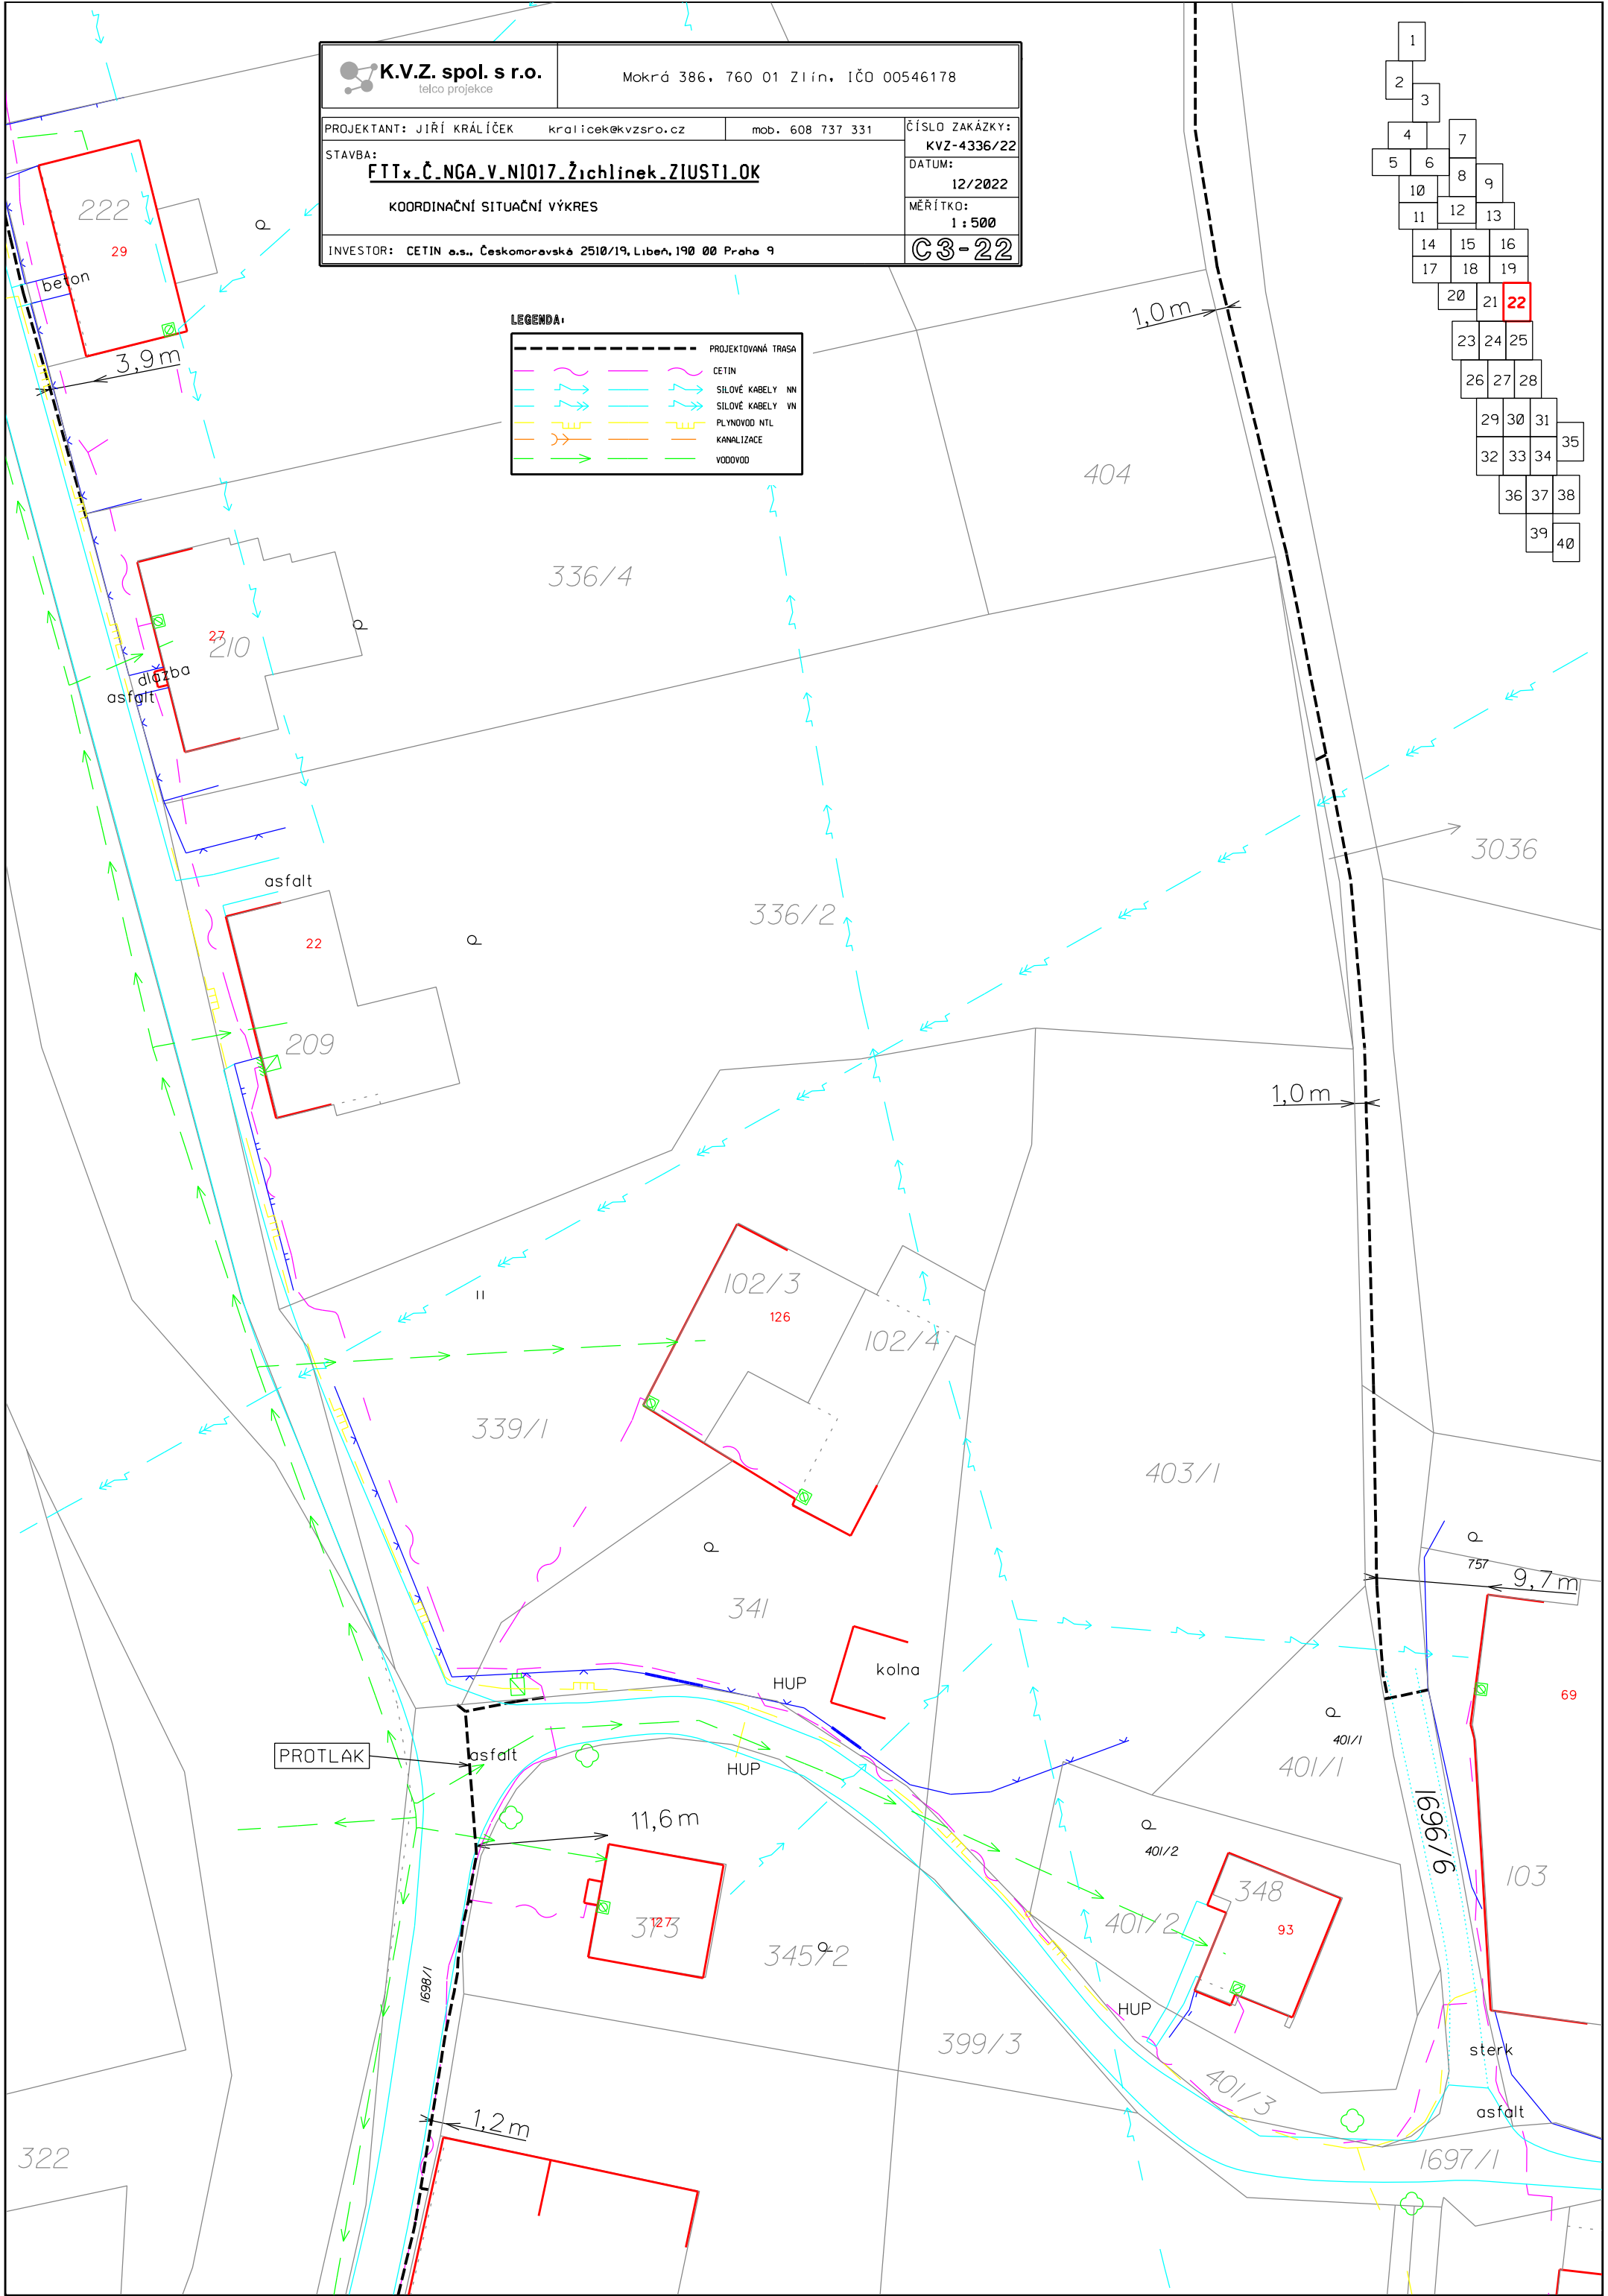 K.V.Z. spol. s r.o.
telco projekce
Mokrá 386, 760 01 Zlín, IČO 00546178
PROJEKTANT: JIŘÍ KRÁLÍČEK kralicek@kvzsro.cz mob. 608 737 331
ČÍSLO ZAKÁZKY:
KVZ-4336/22
STAVBA:
FTTx_Č_NGA_V_NIO17_Žichlínek_ZIUST1_OK
KOORDINAČNÍ SITUAČNÍ VÝKRES
DATUM:
12/2022
MĚŘÍTKO:
1:500
INVESTOR: CETIN a.s., Českomoravská 2510/19, Libeň, 190 00 Praha 9
C3-22
LEGENDA:
PROJEKTOVANÁ TRASA
CETIN
SILOVÉ KABELY NN
SILOVÉ KABELY VN
PLYNOVOD NTL
KANALIZACE
VODOVOD
1
2
3
4
7
5 6
8 9
10
11 12 13
14 15 16
17 18 19
20 21 22
23 24 25
26 27 28
29 30 31
35
32 33 34
36 37 38
39 40
222
29
beton
3,9m
1,0m
404
336/4
27
210
dlažba
asfalt
3036
asfalt
22
336/2
209
1,0m
102/3
126
102/4
339/1
403/1
757
9,7m
341
kolna
HUP
69
401/1
401/1
PROTLAK
asfalt
HUP
11,6m
1696/6
401/2
348
103
373
127
401/2
93
345/2
1698/1
HUP
399/3
sterk
401/3
asfalt
1,2m
322
1697/1